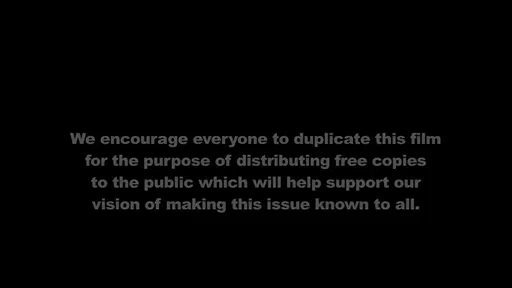 We encourage everyone to duplicate this film
for the purpose of distributing free copies
to the public which will help support our
vision of making this issue known to all.